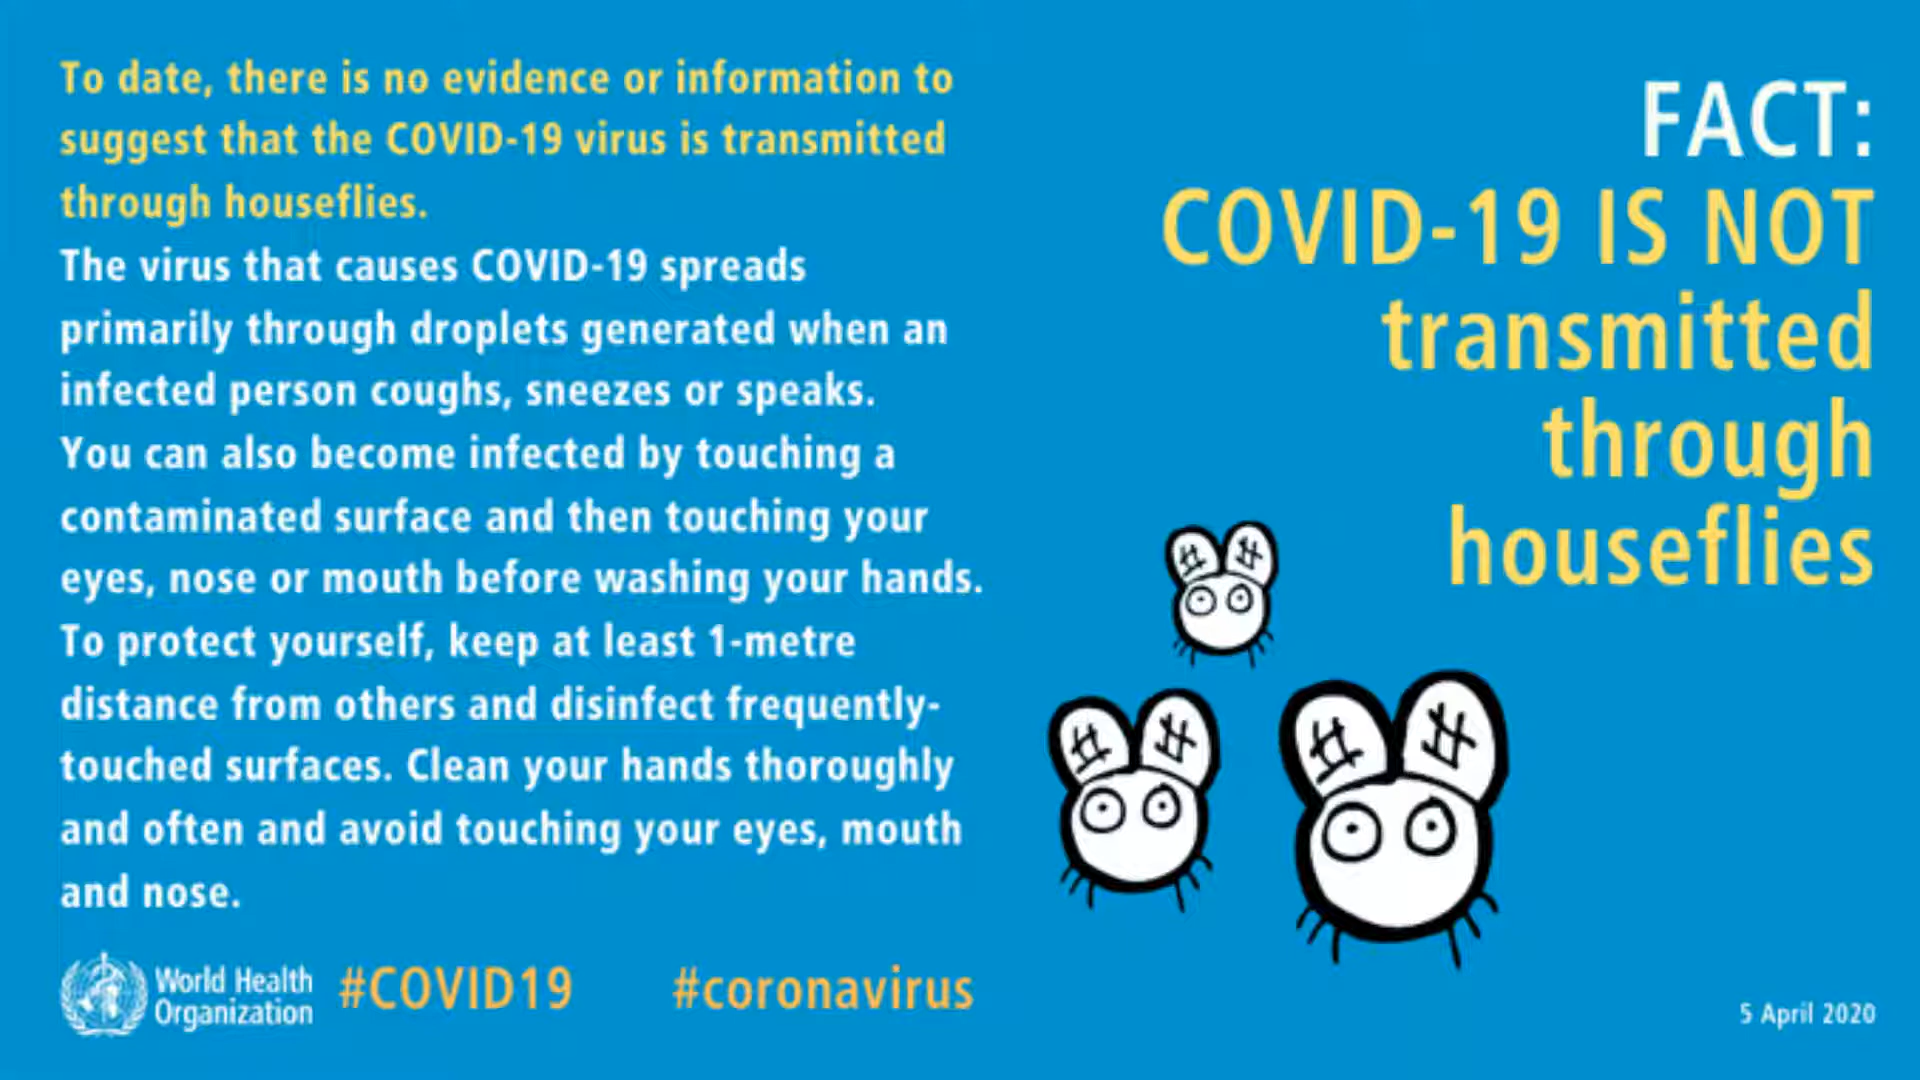 To date, there is no evidence or information to
suggest that the COVID-19 virus is transmitted
through houseflies.
The virus that causes COVID-19 spreads
primarily through droplets generated when an
infected person coughs, sneezes or speaks.
You can also become infected by touching a
contaminated surface and then touching your
eyes, nose or mouth before washing your hands.
To protect yourself, keep at least 1-metre
distance from others and disinfect frequently-
touched surfaces. Clean your hands thoroughly
and often and avoid touching your eyes, mouth
and nose.
World Health
Organization
#COVID19 #coronavirus
FACT:
COVID-19 IS NOT
transmitted
through
houseflies
5 April 2020